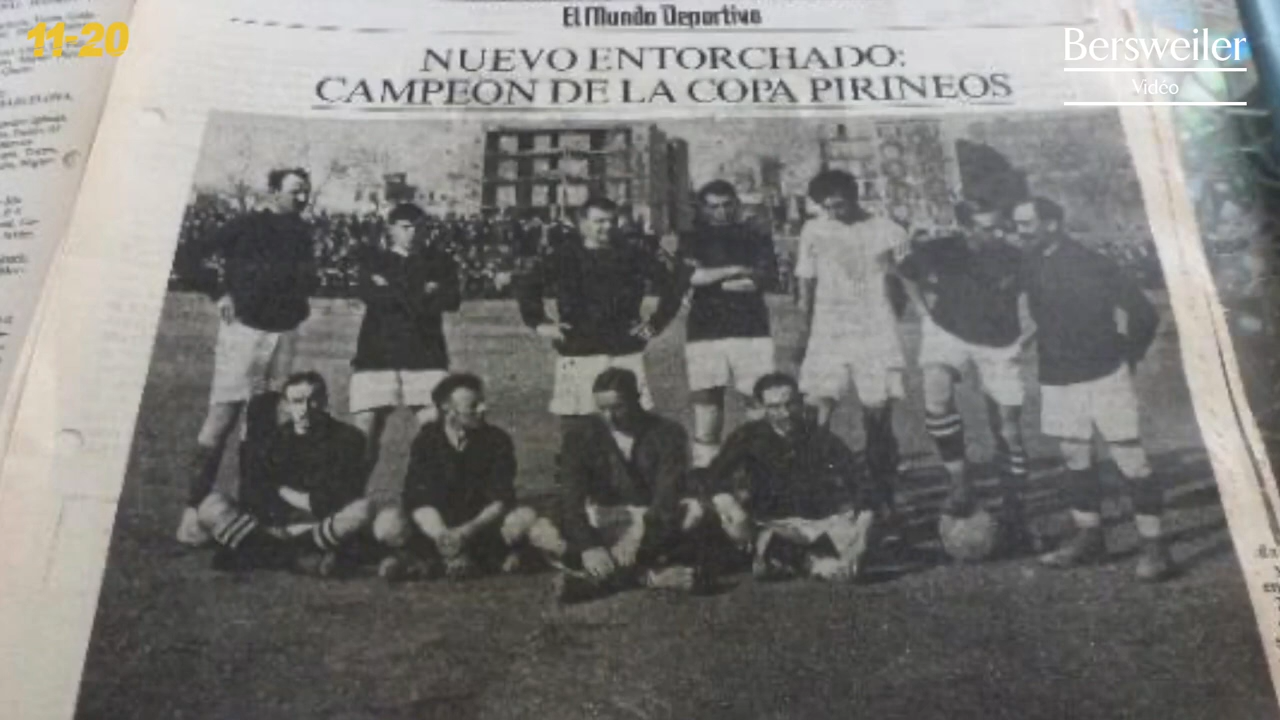 11-20
El Mundo Deportivo
Bersweiler
Vidéo
NUEVO ENTORCHADO:
CAMPEON DE LA COPA PIRINEOS